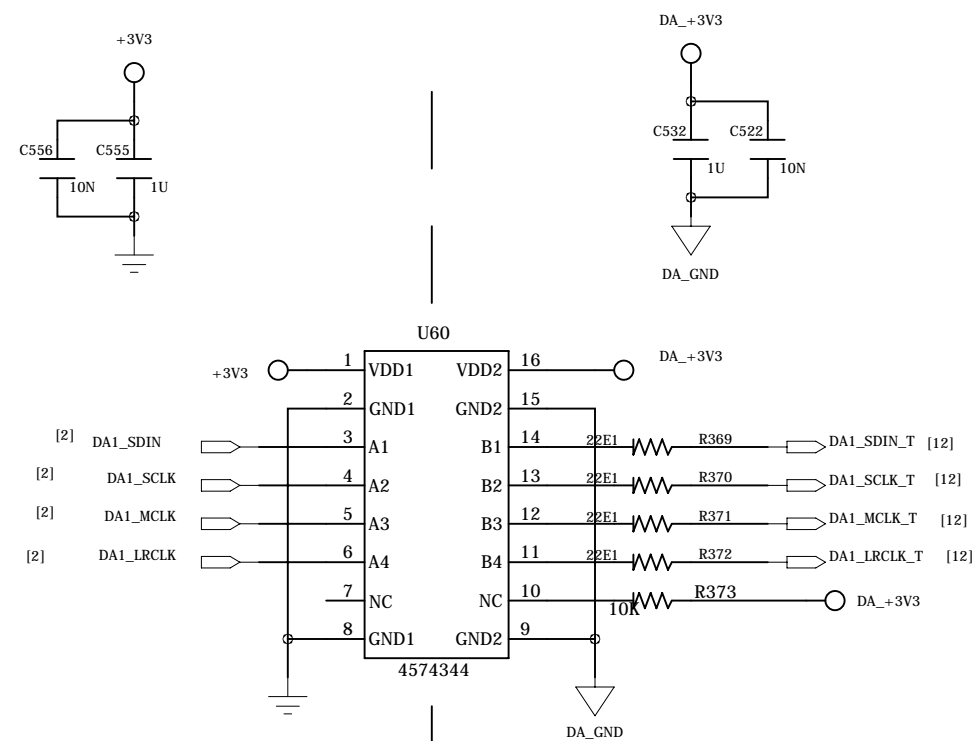 +3V3
DA_+3V3
C556
C555
10N
1U
C532
C522
1U
10N
DA_GND
U60
+3V3
1
VDD1
VDD2
16
DA_+3V3
2
GND1
GND2
15
[2] DA1_SDIN
3
A1
B1
14
22E1
R369
DA1_SDIN_T [12]
[2] DA1_SCLK
4
A2
B2
13
R370
DA1_SCLK_T [12]
[2] DA1_MCLK
5
A3
B3
12
22E1
R371
DA1_MCLK_T [12]
[2] DA1_LRCLK
6
A4
B4
11
22E1
R372
DA1_LRCLK_T [12]
7
NC
NC
10
10K
R373
DA_+3V3
8
GND1
GND2
9
4574344
DA_GND